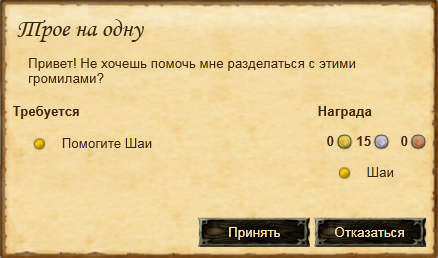 Трое на одну
Привет! Не хочешь помочь мне разделаться с этими
громилами?
Требуется
Награда
Помогите Шаи
0 15 0
Шаи
Принять
Отказаться